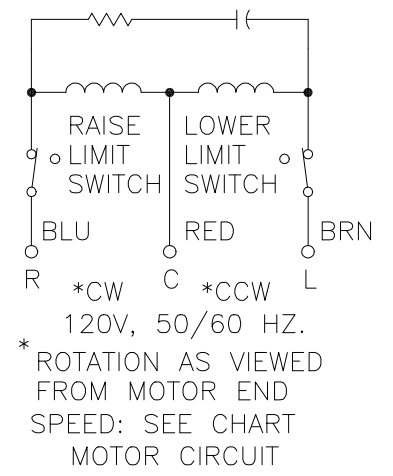 RAISE LOWER
LIMIT LIMIT
SWITCH SWITCH
BLU RED BRN
R C L
*CW *CCW
120V, 50/60 HZ.
* ROTATION AS VIEWED
FROM MOTOR END
SPEED: SEE CHART
MOTOR CIRCUIT